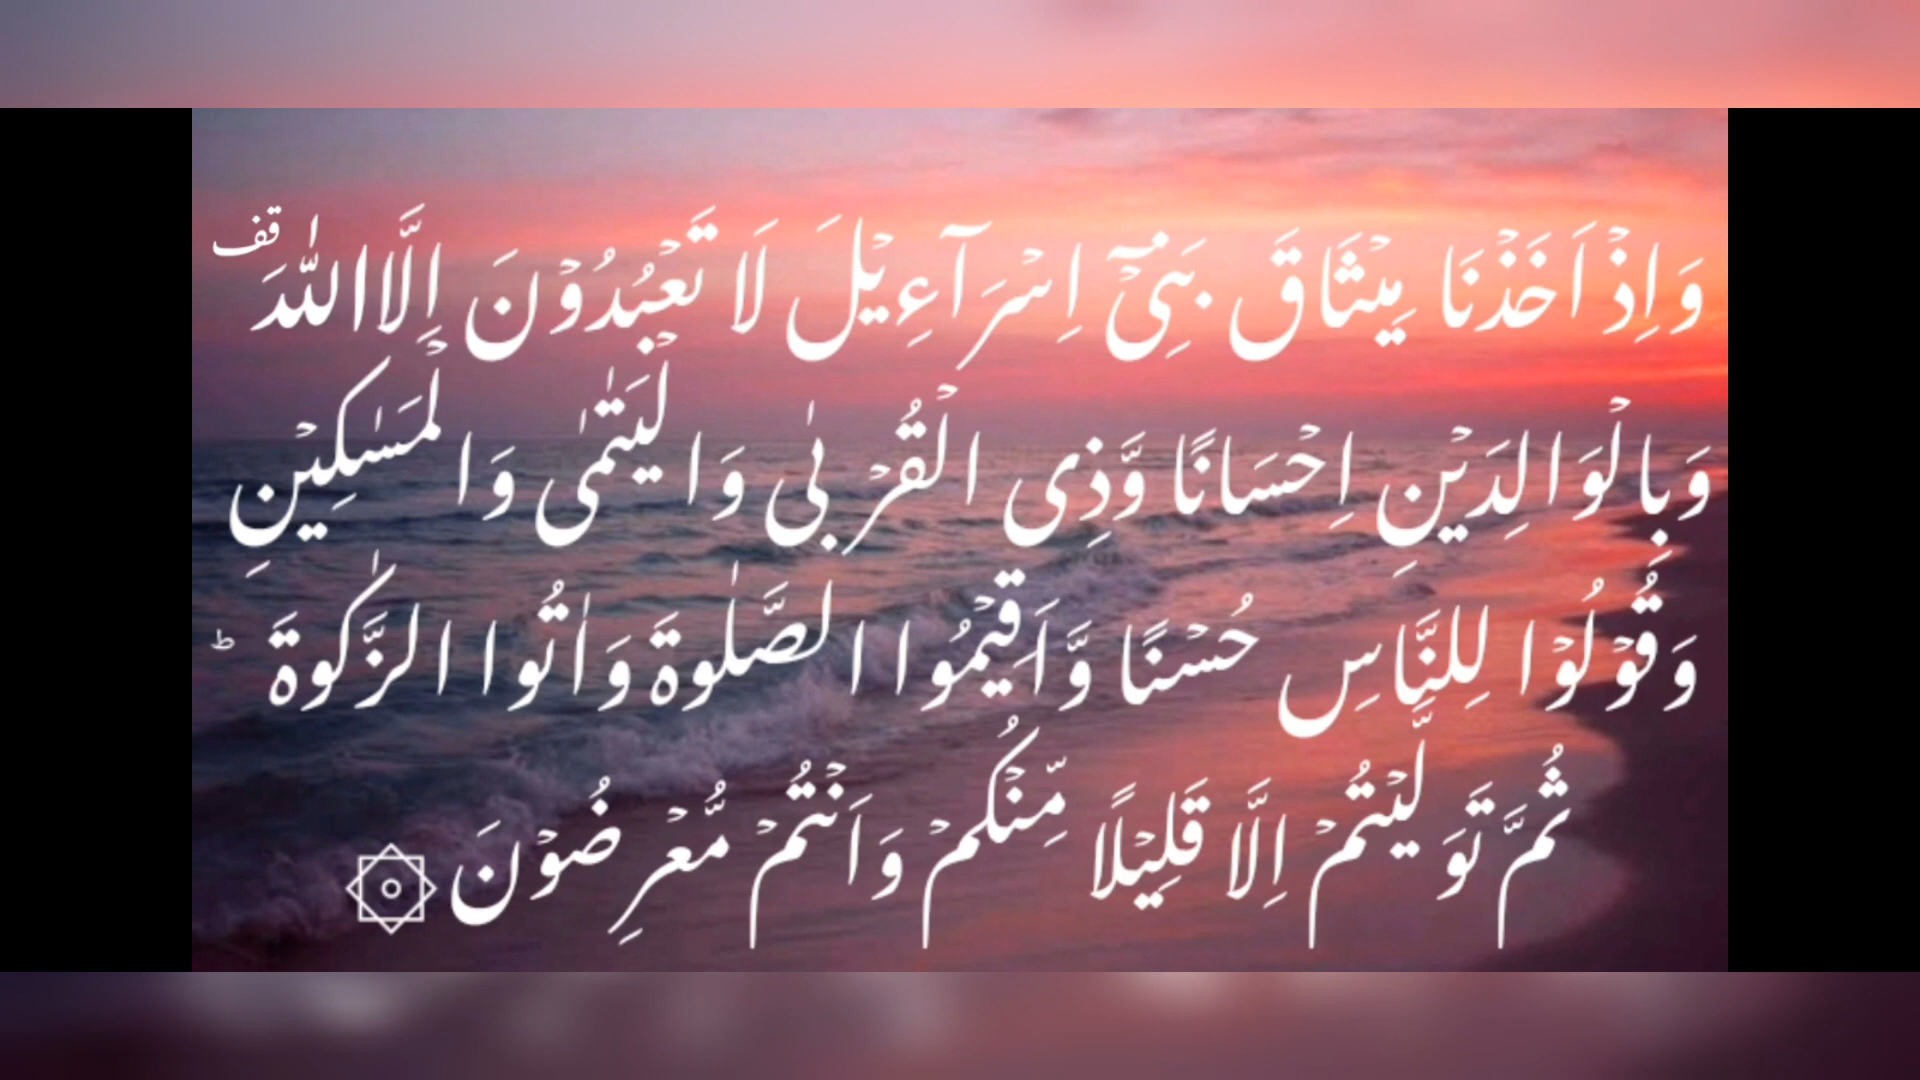 وَاِذْ اَخَذْنَا مِيْثَاقَ بَنِىْٓ اِسْرَآءِيْلَ لَا تَعْبُدُوْنَ اِلَّا اللّٰهَ ۖقف
وَبِالْوَالِدَيْنِ اِحْسَانًا وَّذِى الْقُرْبٰى وَالْيَتٰمٰى وَالْمَسٰكِيْنِ
وَقُوْلُوْا لِلنَّاسِ حُسْنًا وَّاَقِيْمُوا الصَّلٰوةَ وَاٰتُوا الزَّكٰوةَ ؕ
ثُمَّ تَوَلَّيْتُمْ اِلَّا قَلِيْلًا مِّنْكُمْ وَاَنْتُمْ مُّعْرِضُوْنَ ۞